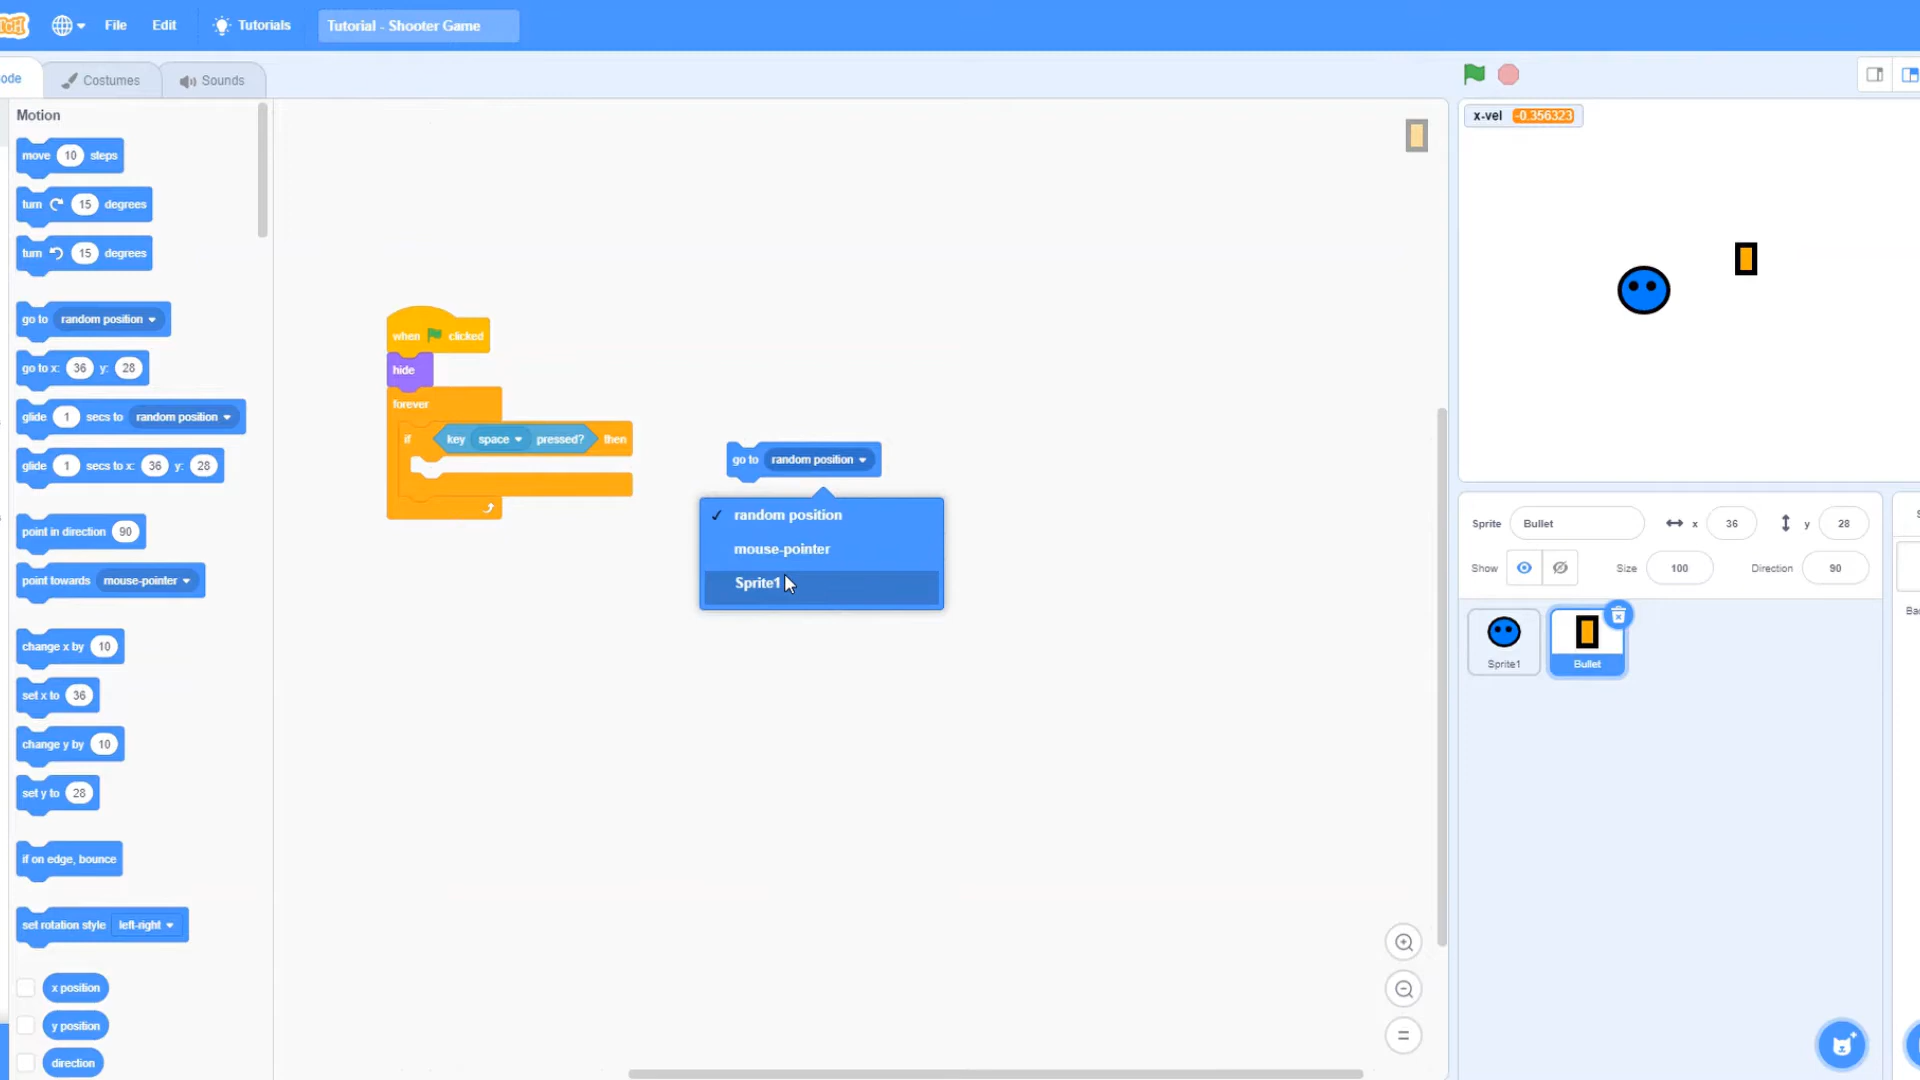 TCH File Edit Tutorials Tutorial - Shooter Game
ode Costumes Sounds
Motion
move 10 steps
turn 15 degrees
turn 15 degrees
go to random position
go to x: 36 y: 28
glide 1 secs to random position
glide 1 secs to x: 36 y: 28
point in direction 90
point towards mouse-pointer
change x by 10
set x to 36
change y by 10
set y to 28
if on edge, bounce
set rotation style left-right
x position
y position
direction
when clicked
hide
forever
if key space pressed? then
go to random position
✓ random position
mouse-pointer
Sprite1
x-vel -0.356323
Sprite Bullet x 36 y 28
Show Size 100 Direction 90
Sprite1
Bullet
S
Bac